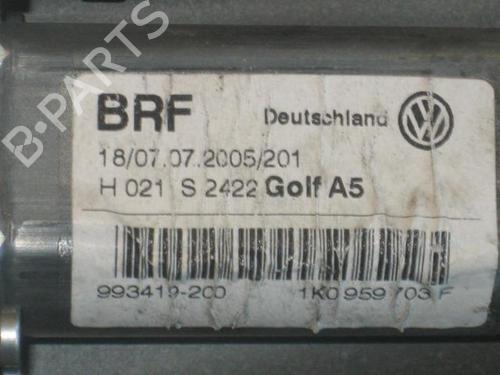 B-PARTS
BRF Deutschland
18/07.07.2005/201
H 021 S 2422 Golf A5
993419-200 1K0 959 703 F